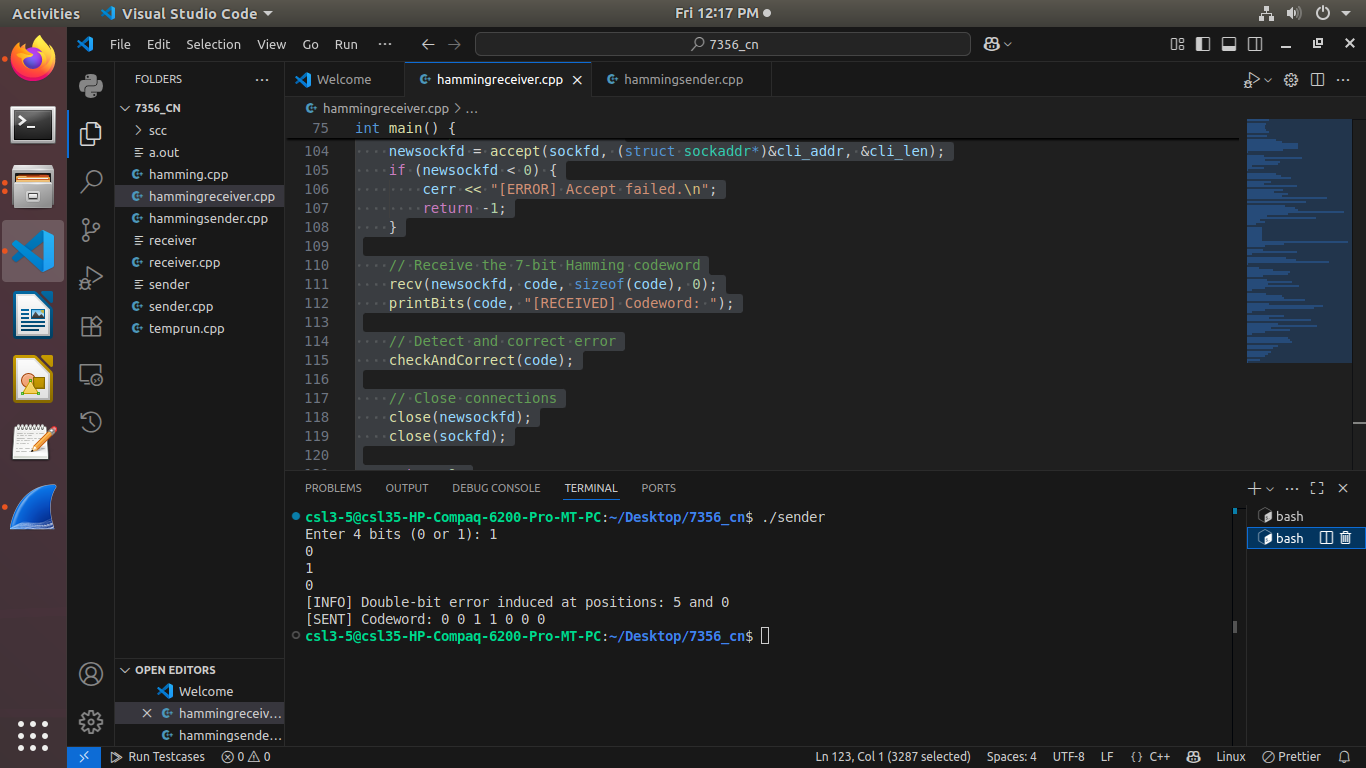 Activities
Visual Studio Code
Fri 12:17 PM
File Edit Selection View Go Run ···
7356_cn
FOLDERS
7356_CN
scc
a.out
hamming.cpp
hammingreceiver.cpp
hammingsender.cpp
receiver
receiver.cpp
sender
sender.cpp
temprun.cpp
OPEN EDITORS
Welcome
hammingreceiv...
hammingsende...
Welcome
hammingreceiver.cpp
hammingsender.cpp
hammingreceiver.cpp > ...
75 int main() {
104 newsockfd = accept(sockfd, (struct sockaddr*)&cli_addr, &cli_len);
105 if (newsockfd < 0) {
106 cerr << "[ERROR] Accept failed.\n";
107 return -1;
108 }
109
110 // Receive the 7-bit Hamming codeword
111 recv(newsockfd, code, sizeof(code), 0);
112 printBits(code, "[RECEIVED] Codeword: ");
113
114 // Detect and correct error
115 checkAndCorrect(code);
116
117 // Close connections
118 close(newsockfd);
119 close(sockfd);
120
PROBLEMS OUTPUT DEBUG CONSOLE TERMINAL PORTS
csl3-5@csl35-HP-Compaq-6200-Pro-MT-PC:~/Desktop/7356_cn$ ./sender
Enter 4 bits (0 or 1): 1
0
1
0
[INFO] Double-bit error induced at positions: 5 and 0
[SENT] Codeword: 0 0 1 1 0 0 0
csl3-5@csl35-HP-Compaq-6200-Pro-MT-PC:~/Desktop/7356_cn$
bash
bash
Run Testcases
0 0
Ln 123, Col 1 (3287 selected)
Spaces: 4
UTF-8
LF
{} C++
Linux
Prettier